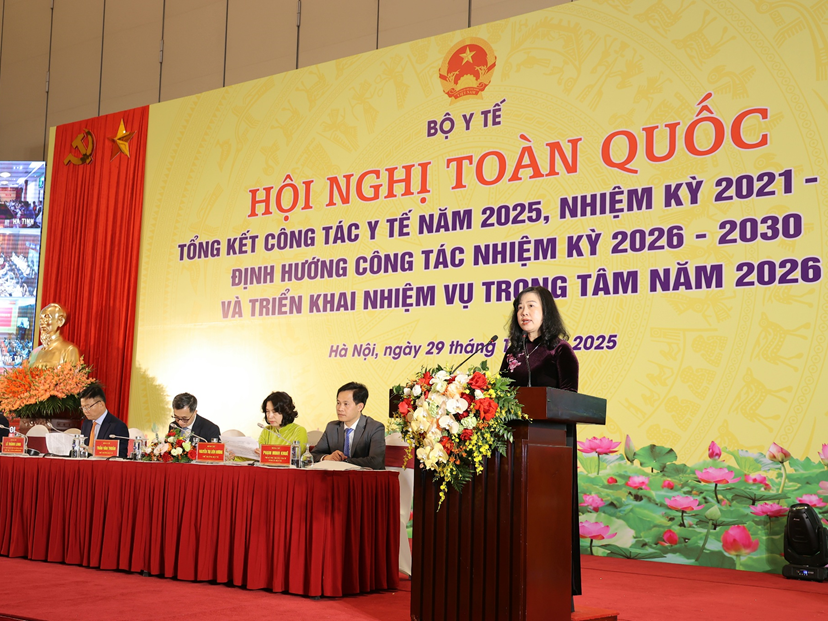 BỘ Y TẾ
HỘI NGHỊ TOÀN QUỐC
TỔNG KẾT CÔNG TÁC Y TẾ NĂM 2025, NHIỆM KỲ 2021 -
ĐỊNH HƯỚNG CÔNG TÁC NHIỆM KỲ 2026 - 2030
VÀ TRIỂN KHAI NHIỆM VỤ TRỌNG TÂM NĂM 2026
Hà Nội, ngày 29 tháng 2025
HÀ TĨNH